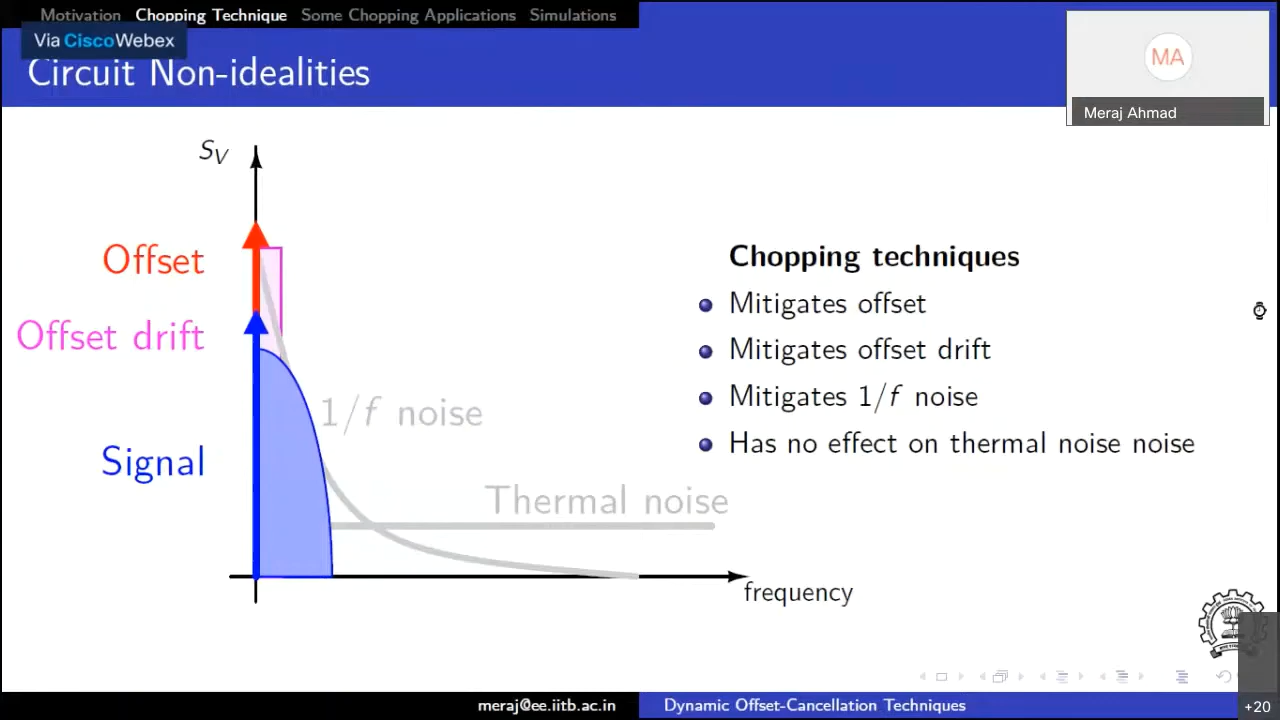 Motivation Chopping Technique Some Chopping Applications Simulations
Via CiscoWebex
Circuit Non-idealities
MA
Meraj Ahmad
SV
Offset
Offset drift
Signal
1/f noise
Thermal noise
frequency
Chopping techniques
Mitigates offset
Mitigates offset drift
Mitigates 1/f noise
Has no effect on thermal noise noise
meraj@ee.iitb.ac.in Dynamic Offset-Cancellation Techniques
+20